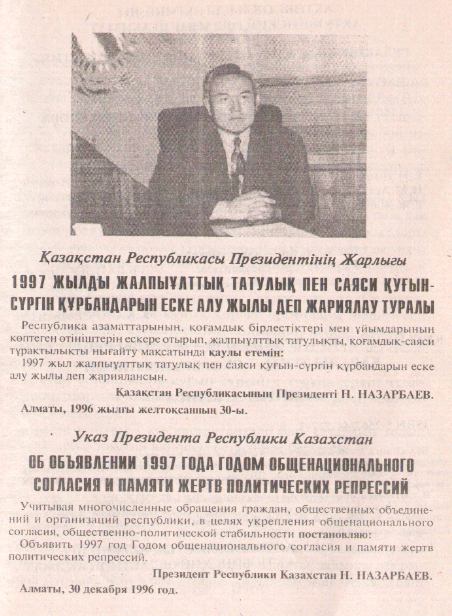 Қазақстан Республикасы Президентінің Жарлығы
1997 ЖЫЛДЫ ЖАЛПЫҰЛТТЫҚ ТАТУЛЫҚ ПЕН САЯСИ ҚУҒЫН-
СҮРГІН ҚҰРБАНДАРЫН ЕСКЕ АЛУ ЖЫЛЫ ДЕП ЖАРИЯЛАУ ТУРАЛЫ
Республика азаматтарының, қоғамдық бірлестіктері мен ұйымдарының
көптеген өтініштерін ескере отырып, жалпыұлттық татулықты, қоғамдық-саяси
тұрақтылықты нығайту мақсатында қаулы етемін:
1997 жыл жалпыұлттық татулық пен саяси қуғын-сүргін құрбандарын еске
алу жылы деп жариялансын.
Қазақстан Республикасының Президенті Н. НАЗАРБАЕВ.
Алматы, 1996 жылғы желтоқсанның 30-ы.
Указ Президента Республики Казахстан
ОБ ОБЪЯВЛЕНИИ 1997 ГОДА ГОДОМ ОБЩЕНАЦИОНАЛЬНОГО
СОГЛАСИЯ И ПАМЯТИ ЖЕРТВ ПОЛИТИЧЕСКИХ РЕПРЕССИЙ
Учитывая многочисленные обращения граждан, общественных объедине-
ний и организаций республики, в целях укрепления общенационального
согласия, общественно-политической стабильности постановляю:
Объявить 1997 год Годом общенационального согласия и памяти жертв
политических репрессий.
Президент Республики Казахстан Н. НАЗАРБАЕВ.
Алматы, 30 декабря 1996 год.